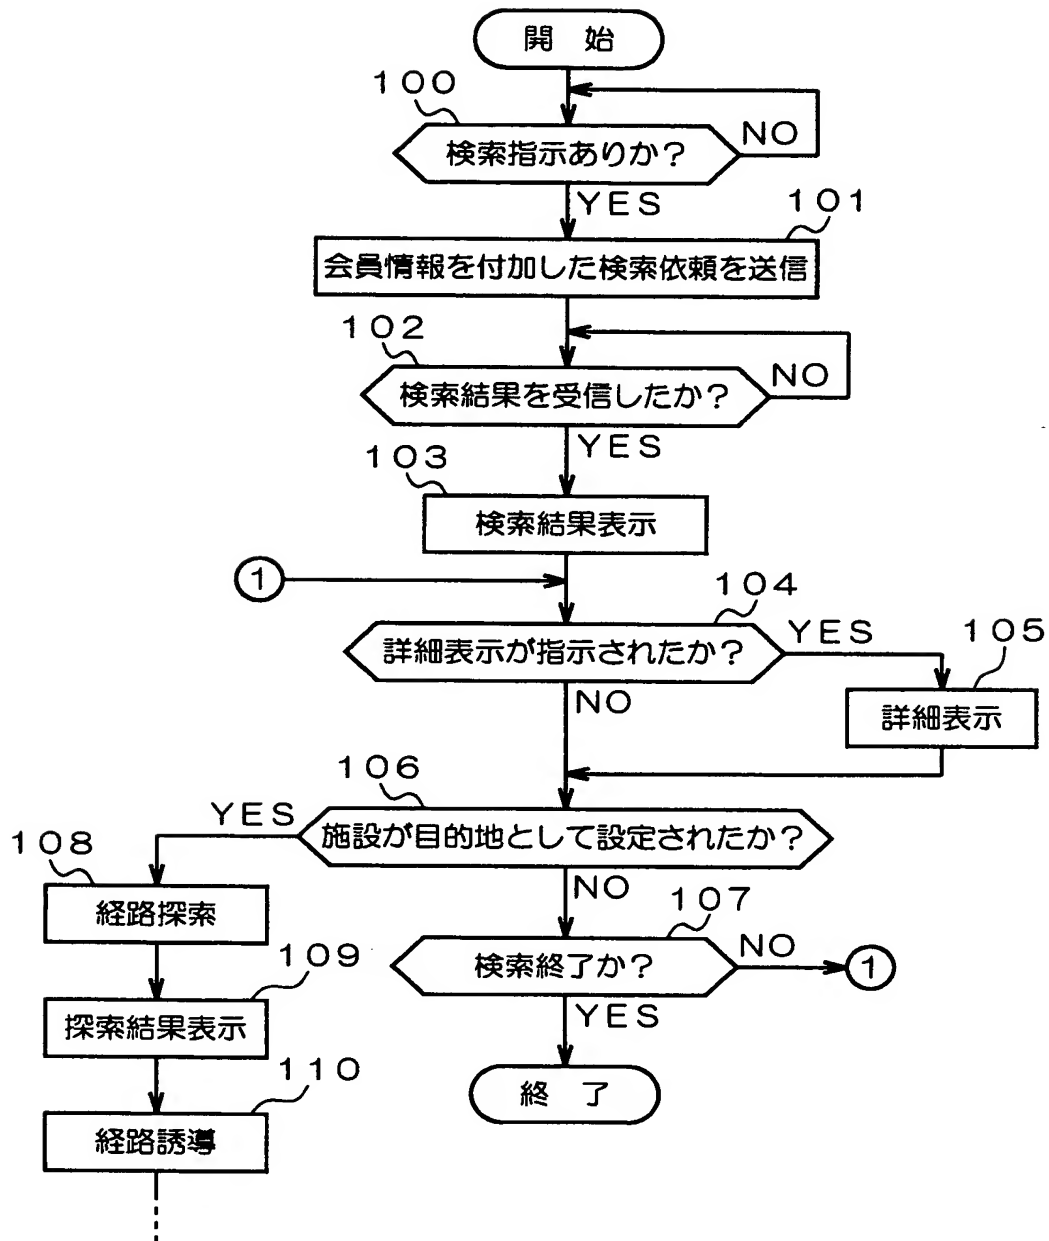 開 始
100
検索指示ありか?
NO
YES
101
会員情報を付加した検索依頼を送信
102
検索結果を受信したか?
NO
YES
103
検索結果表示
1
104
詳細表示が指示されたか?
YES
105
NO
詳細表示
106
YES
施設が目的地として設定されたか?
108
NO
経路探索
107
検索終了か?
NO
1
109
YES
探索結果表示
110
終 了
経路誘導